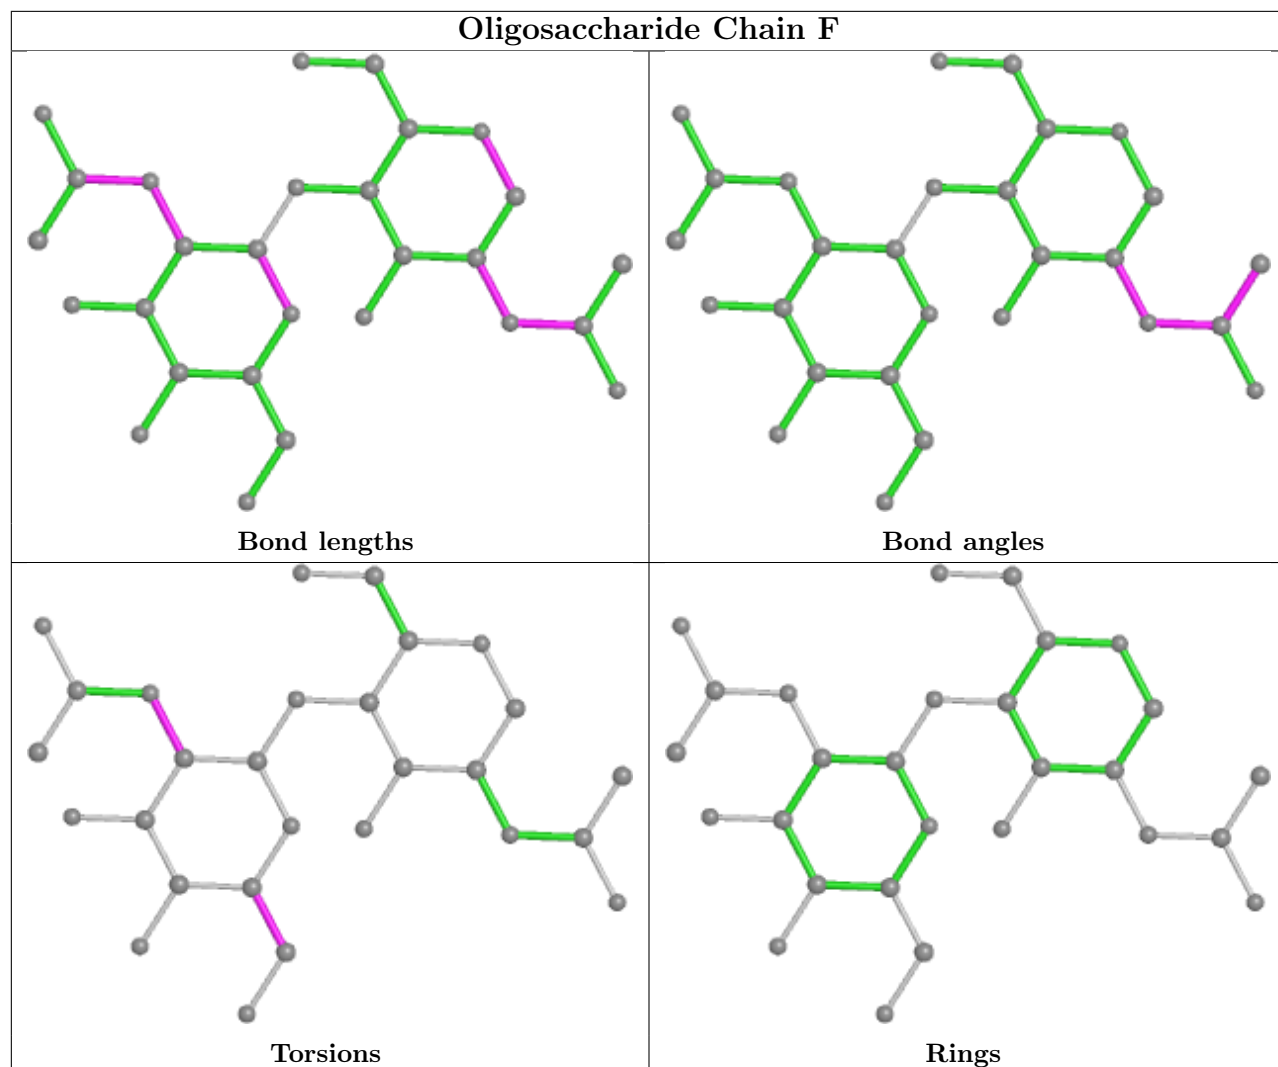 Oligosaccharide Chain F
Bond lengths
Bond angles
Torsions
Rings